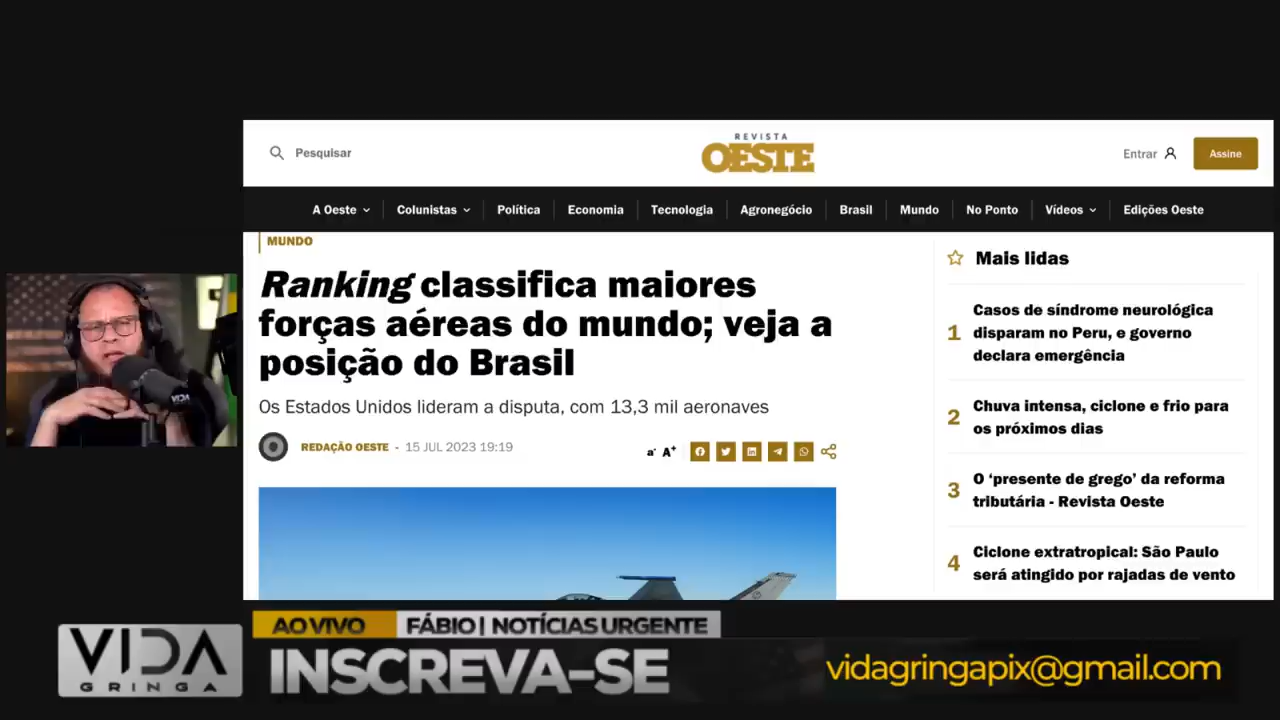 Pesquisar
REVISTA
OESTE
Entrar
Assine
A Oeste
Colunistas
Política
Economia
Tecnologia
Agronegócio
Brasil
Mundo
No Ponto
Vídeos
Edições Oeste
MUNDO
Ranking classifica maiores
forças aéreas do mundo; veja a
posição do Brasil
Os Estados Unidos lideram a disputa, com 13,3 mil aeronaves
REDAÇÃO OESTE - 15 JUL 2023 19:19
a- A+
Mais lidas
1 Casos de síndrome neurológica
disparam no Peru, e governo
declara emergência
2 Chuva intensa, ciclone e frio para
os próximos dias
3 O ‘presente de grego’ da reforma
tributária - Revista Oeste
4 Ciclone extratropical: São Paulo
será atingido por rajadas de vento
VIDA
AO VIVO
FÁBIO | NOTÍCIAS URGENTE
VIDA
GRINGA
INSCREVA-SE
vidagringapix@gmail.com